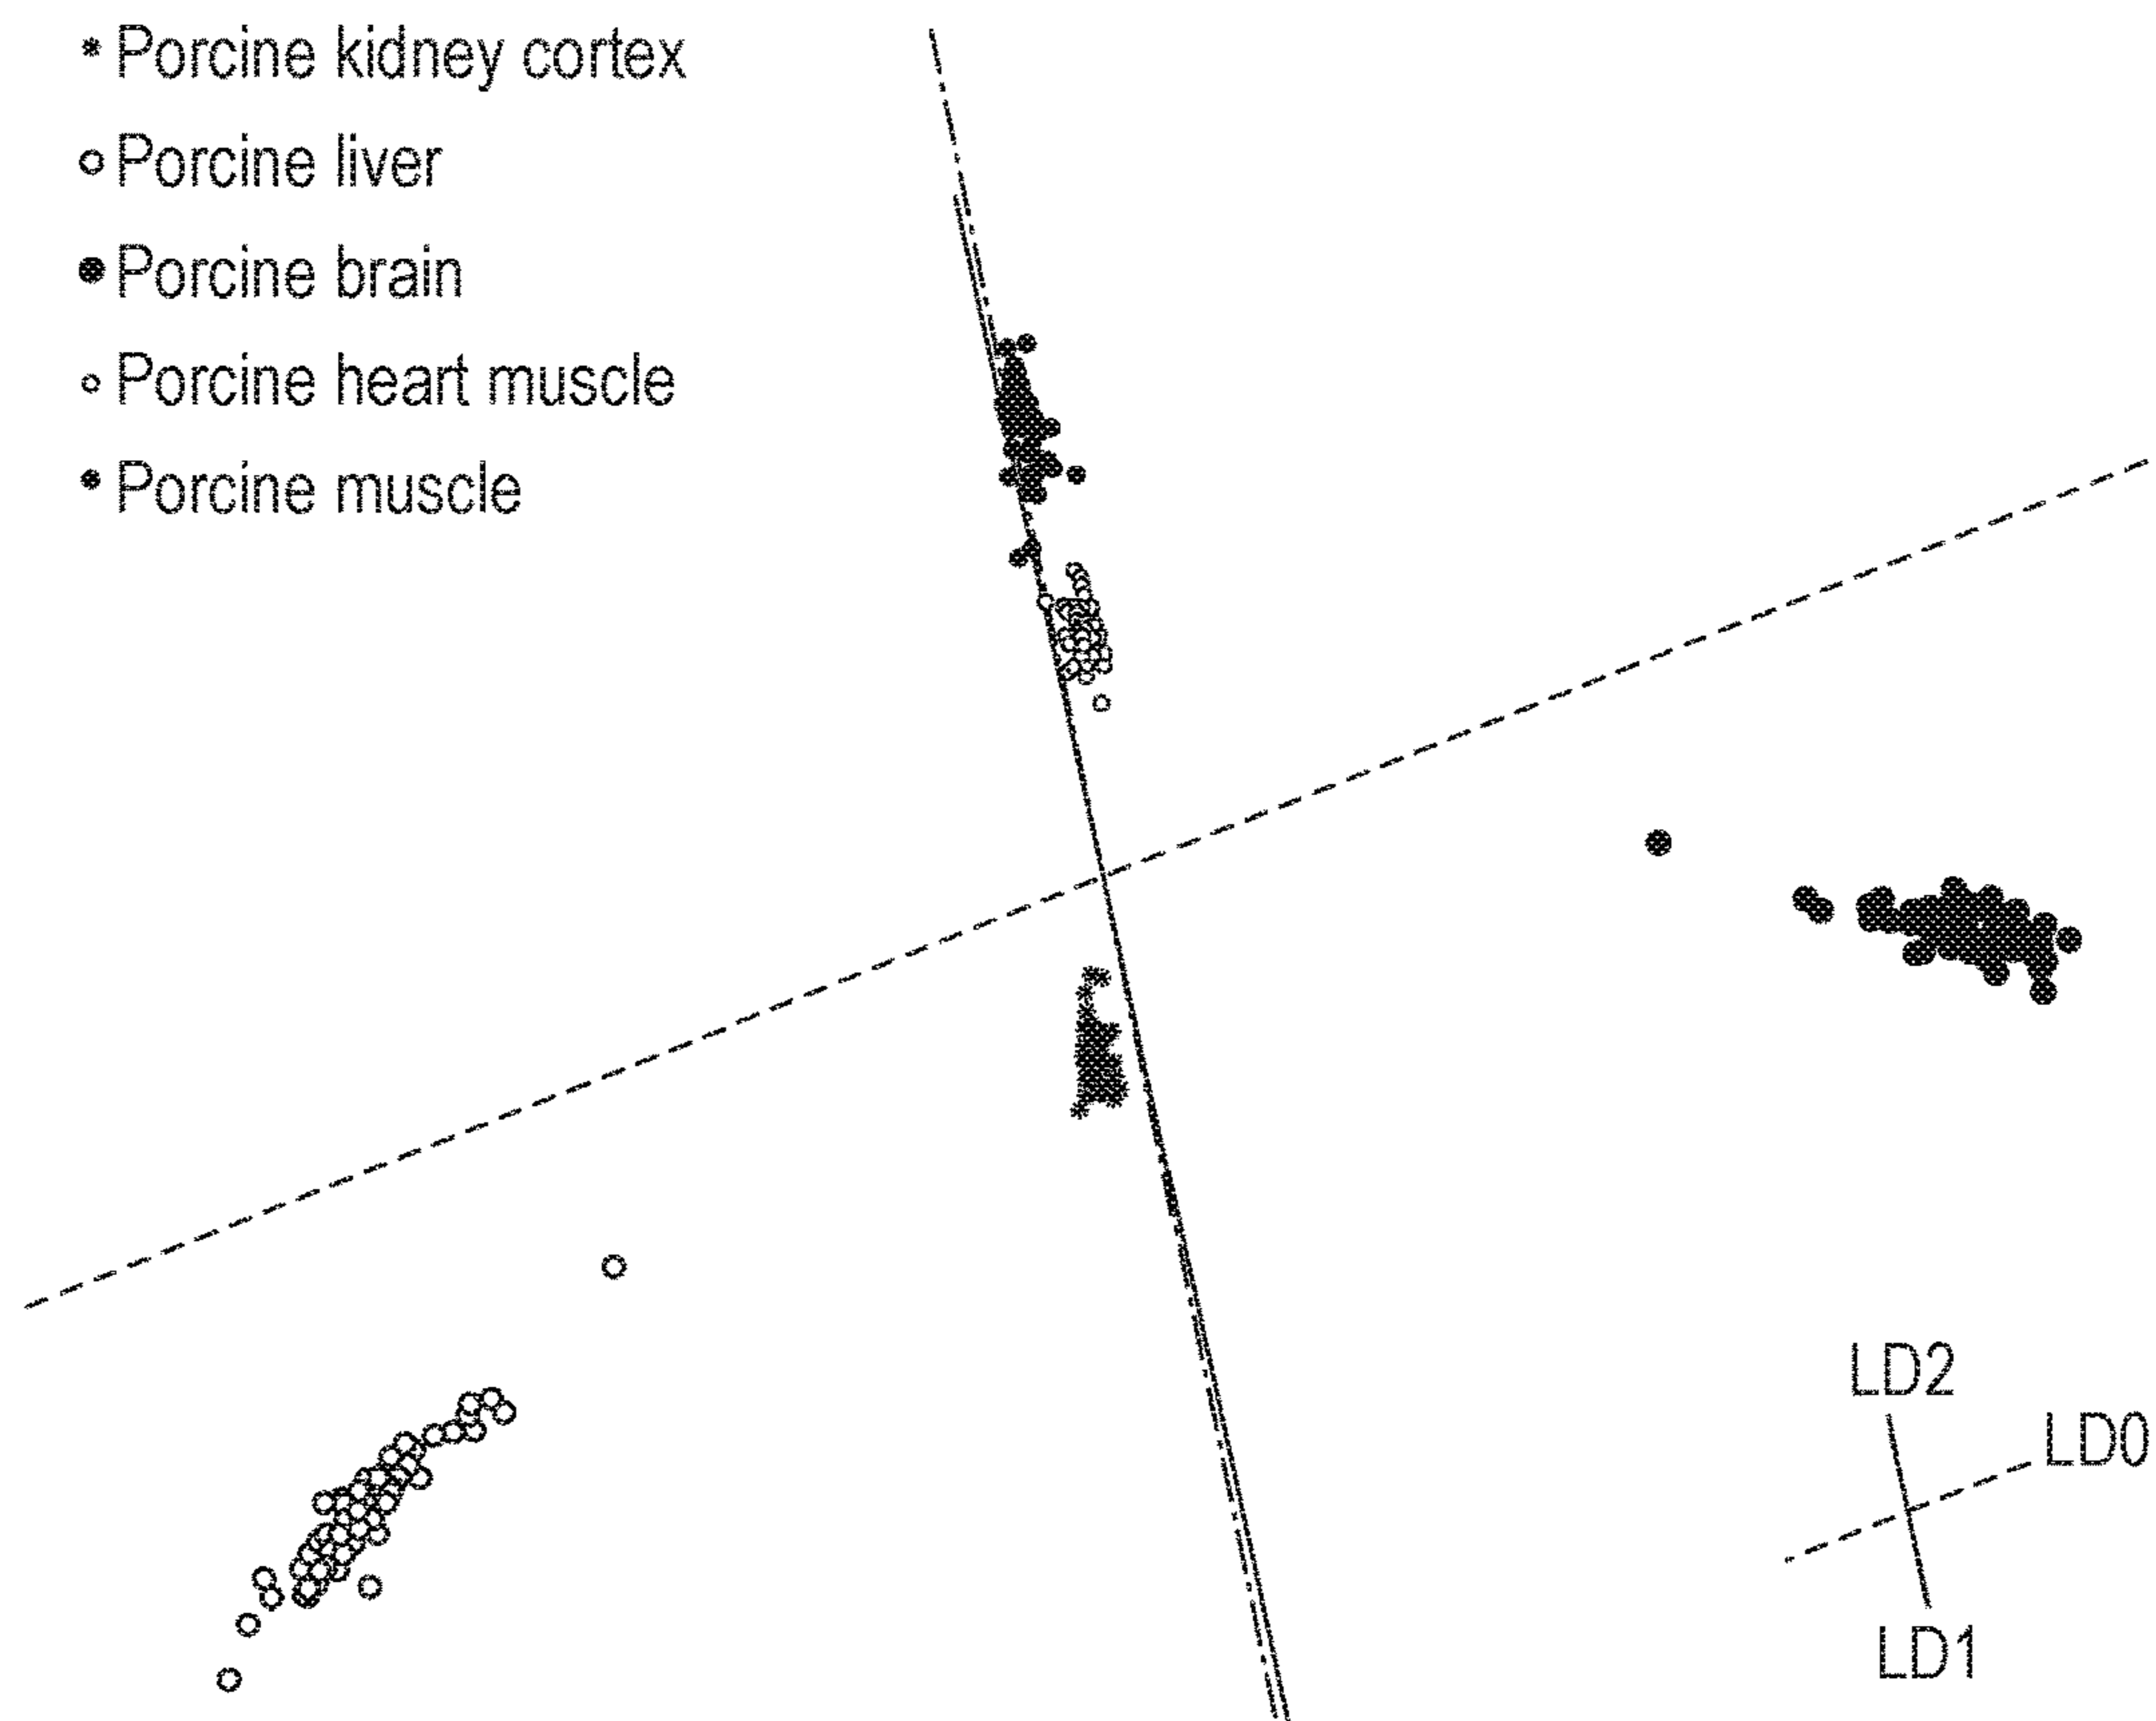 Porcine kidney cortex
Porcine liver
Porcine brain
Porcine heart muscle
Porcine muscle
LD2
LD0
LD1